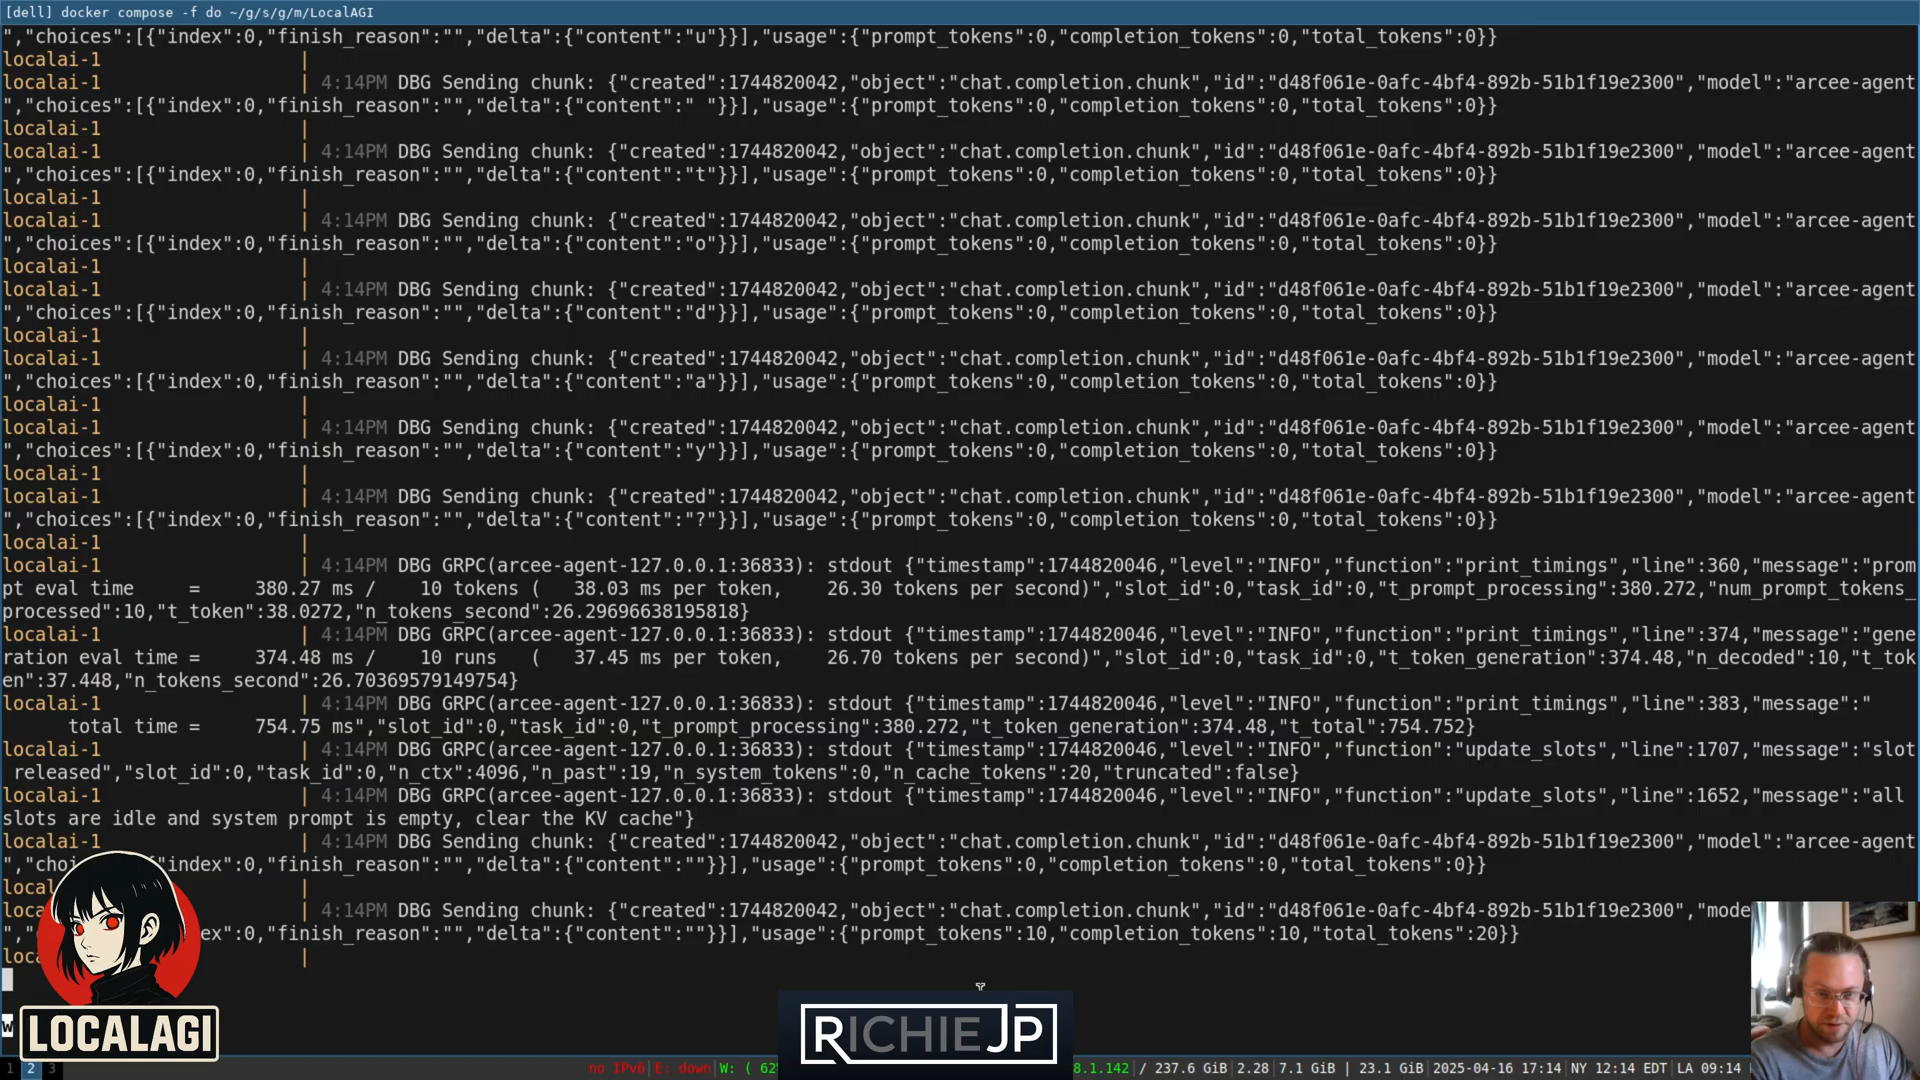 [dell] docker compose -f do ~/g/s/g/m/LocalAGI
","choices":[{"index":0,"finish_reason":"","delta":{"content":"u"}}],"usage":{"prompt_tokens":0,"completion_tokens":0,"total_tokens":0}}
localai-1 |
localai-1 | 4:14PM DBG Sending chunk: {"created":1744820042,"object":"chat.completion.chunk","id":"d48f061e-0afc-4bf4-892b-51b1f19e2300","model":"arcee-agent
","choices":[{"index":0,"finish_reason":"","delta":{"content":" "}}],"usage":{"prompt_tokens":0,"completion_tokens":0,"total_tokens":0}}
localai-1 |
localai-1 | 4:14PM DBG Sending chunk: {"created":1744820042,"object":"chat.completion.chunk","id":"d48f061e-0afc-4bf4-892b-51b1f19e2300","model":"arcee-agent
","choices":[{"index":0,"finish_reason":"","delta":{"content":"t"}}],"usage":{"prompt_tokens":0,"completion_tokens":0,"total_tokens":0}}
localai-1 |
localai-1 | 4:14PM DBG Sending chunk: {"created":1744820042,"object":"chat.completion.chunk","id":"d48f061e-0afc-4bf4-892b-51b1f19e2300","model":"arcee-agent
","choices":[{"index":0,"finish_reason":"","delta":{"content":"o"}}],"usage":{"prompt_tokens":0,"completion_tokens":0,"total_tokens":0}}
localai-1 |
localai-1 | 4:14PM DBG Sending chunk: {"created":1744820042,"object":"chat.completion.chunk","id":"d48f061e-0afc-4bf4-892b-51b1f19e2300","model":"arcee-agent
","choices":[{"index":0,"finish_reason":"","delta":{"content":"d"}}],"usage":{"prompt_tokens":0,"completion_tokens":0,"total_tokens":0}}
localai-1 |
localai-1 | 4:14PM DBG Sending chunk: {"created":1744820042,"object":"chat.completion.chunk","id":"d48f061e-0afc-4bf4-892b-51b1f19e2300","model":"arcee-agent
","choices":[{"index":0,"finish_reason":"","delta":{"content":"a"}}],"usage":{"prompt_tokens":0,"completion_tokens":0,"total_tokens":0}}
localai-1 |
localai-1 | 4:14PM DBG Sending chunk: {"created":1744820042,"object":"chat.completion.chunk","id":"d48f061e-0afc-4bf4-892b-51b1f19e2300","model":"arcee-agent
","choices":[{"index":0,"finish_reason":"","delta":{"content":"y"}}],"usage":{"prompt_tokens":0,"completion_tokens":0,"total_tokens":0}}
localai-1 |
localai-1 | 4:14PM DBG Sending chunk: {"created":1744820042,"object":"chat.completion.chunk","id":"d48f061e-0afc-4bf4-892b-51b1f19e2300","model":"arcee-agent
","choices":[{"index":0,"finish_reason":"","delta":{"content":"?"}}],"usage":{"prompt_tokens":0,"completion_tokens":0,"total_tokens":0}}
localai-1 |
localai-1 | 4:14PM DBG GRPC(arcee-agent-127.0.0.1:36833): stdout {"timestamp":1744820046,"level":"INFO","function":"print_timings","line":360,"message":"prom
pt eval time = 380.27 ms / 10 tokens ( 38.03 ms per token, 26.30 tokens per second)","slot_id":0,"task_id":0,"t_prompt_processing":380.272,"num_prompt_tokens_
processed":10,"t_token":38.0272,"n_tokens_second":26.29696638195818}
localai-1 | 4:14PM DBG GRPC(arcee-agent-127.0.0.1:36833): stdout {"timestamp":1744820046,"level":"INFO","function":"print_timings","line":374,"message":"gene
ration eval time = 374.48 ms / 10 runs ( 37.45 ms per token, 26.70 tokens per second)","slot_id":0,"task_id":0,"t_token_generation":374.48,"n_decoded":10,"t_tok
en":37.448,"n_tokens_second":26.70369579149754}
localai-1 | 4:14PM DBG GRPC(arcee-agent-127.0.0.1:36833): stdout {"timestamp":1744820046,"level":"INFO","function":"print_timings","line":383,"message":"
total time = 754.75 ms","slot_id":0,"task_id":0,"t_prompt_processing":380.272,"t_token_generation":374.48,"t_total":754.752}
localai-1 | 4:14PM DBG GRPC(arcee-agent-127.0.0.1:36833): stdout {"timestamp":1744820046,"level":"INFO","function":"update_slots","line":1707,"message":"slot
released","slot_id":0,"task_id":0,"n_ctx":4096,"n_past":19,"n_system_tokens":0,"n_cache_tokens":20,"truncated":false}
localai-1 | 4:14PM DBG GRPC(arcee-agent-127.0.0.1:36833): stdout {"timestamp":1744820046,"level":"INFO","function":"update_slots","line":1652,"message":"all
slots are idle and system prompt is empty, clear the KV cache"}
localai-1 | 4:14PM DBG Sending chunk: {"created":1744820042,"object":"chat.completion.chunk","id":"d48f061e-0afc-4bf4-892b-51b1f19e2300","model":"arcee-agent
","choi index":0,"finish_reason":"","delta":{"content":""}}],"usage":{"prompt_tokens":0,"completion_tokens":0,"total_tokens":0}}
local |
loca | 4:14PM DBG Sending chunk: {"created":1744820042,"object":"chat.completion.chunk","id":"d48f061e-0afc-4bf4-892b-51b1f19e2300","mode
"," ex":0,"finish_reason":"","delta":{"content":""}}],"usage":{"prompt_tokens":10,"completion_tokens":10,"total_tokens":20}}
loca |
w
LOCALAGI
RICHIEJP
1 2 3 no IPv6|E: down|W: ( 62 8.1.142|/ 237.6 GiB|2.28|7.1 GiB | 23.1 GiB|2025-04-16 17:14|NY 12:14 EDT|LA 09:14